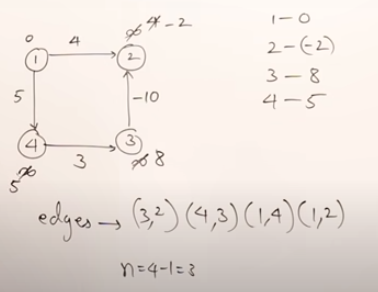 0
4
∞ 4 -2
1
2
5
-10
4
3
3
∞ 8
∞
5
1 - 0
2 - (-2)
3 - 8
4 - 5
edges → (3,2) (4,3) (1,4) (1,2)
n=4-1=3